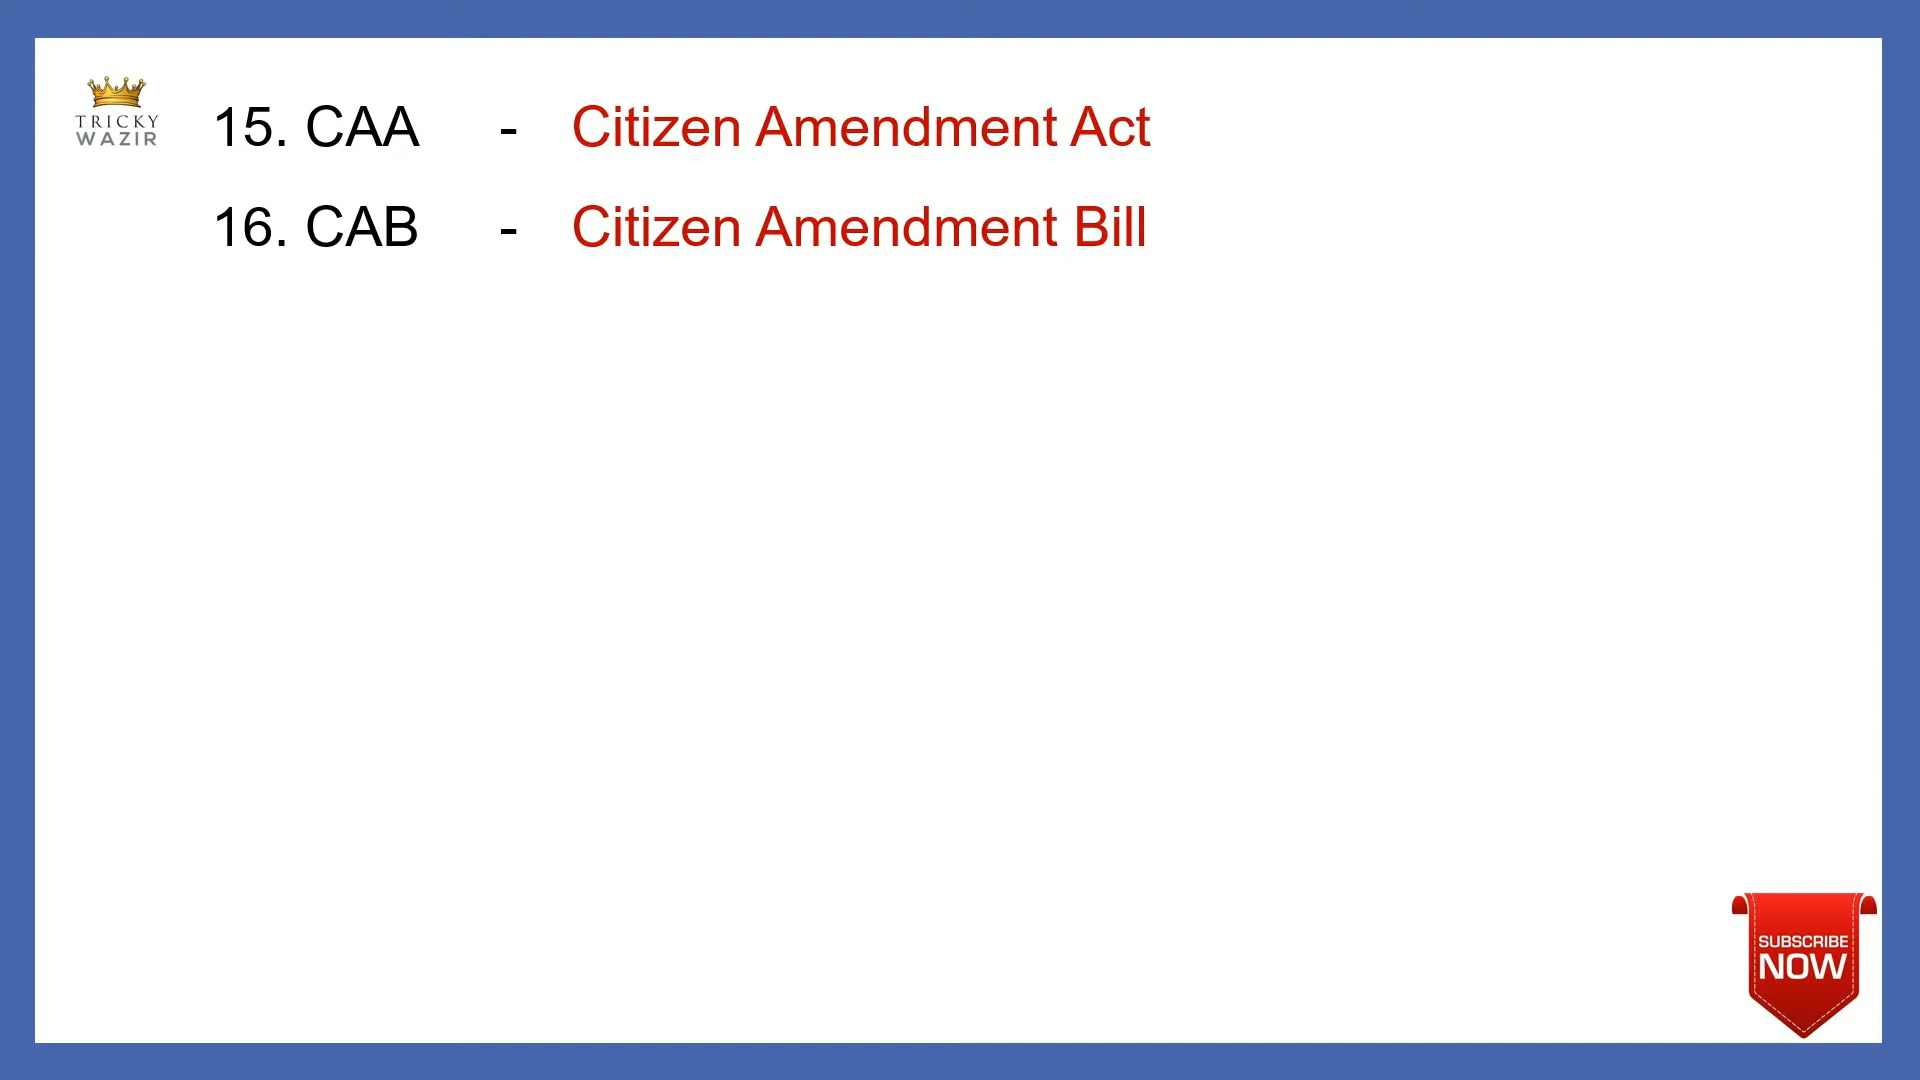 TRICKY
WAZIR
15. CAA - Citizen Amendment Act
16. CAB - Citizen Amendment Bill
SUBSCRIBE
NOW